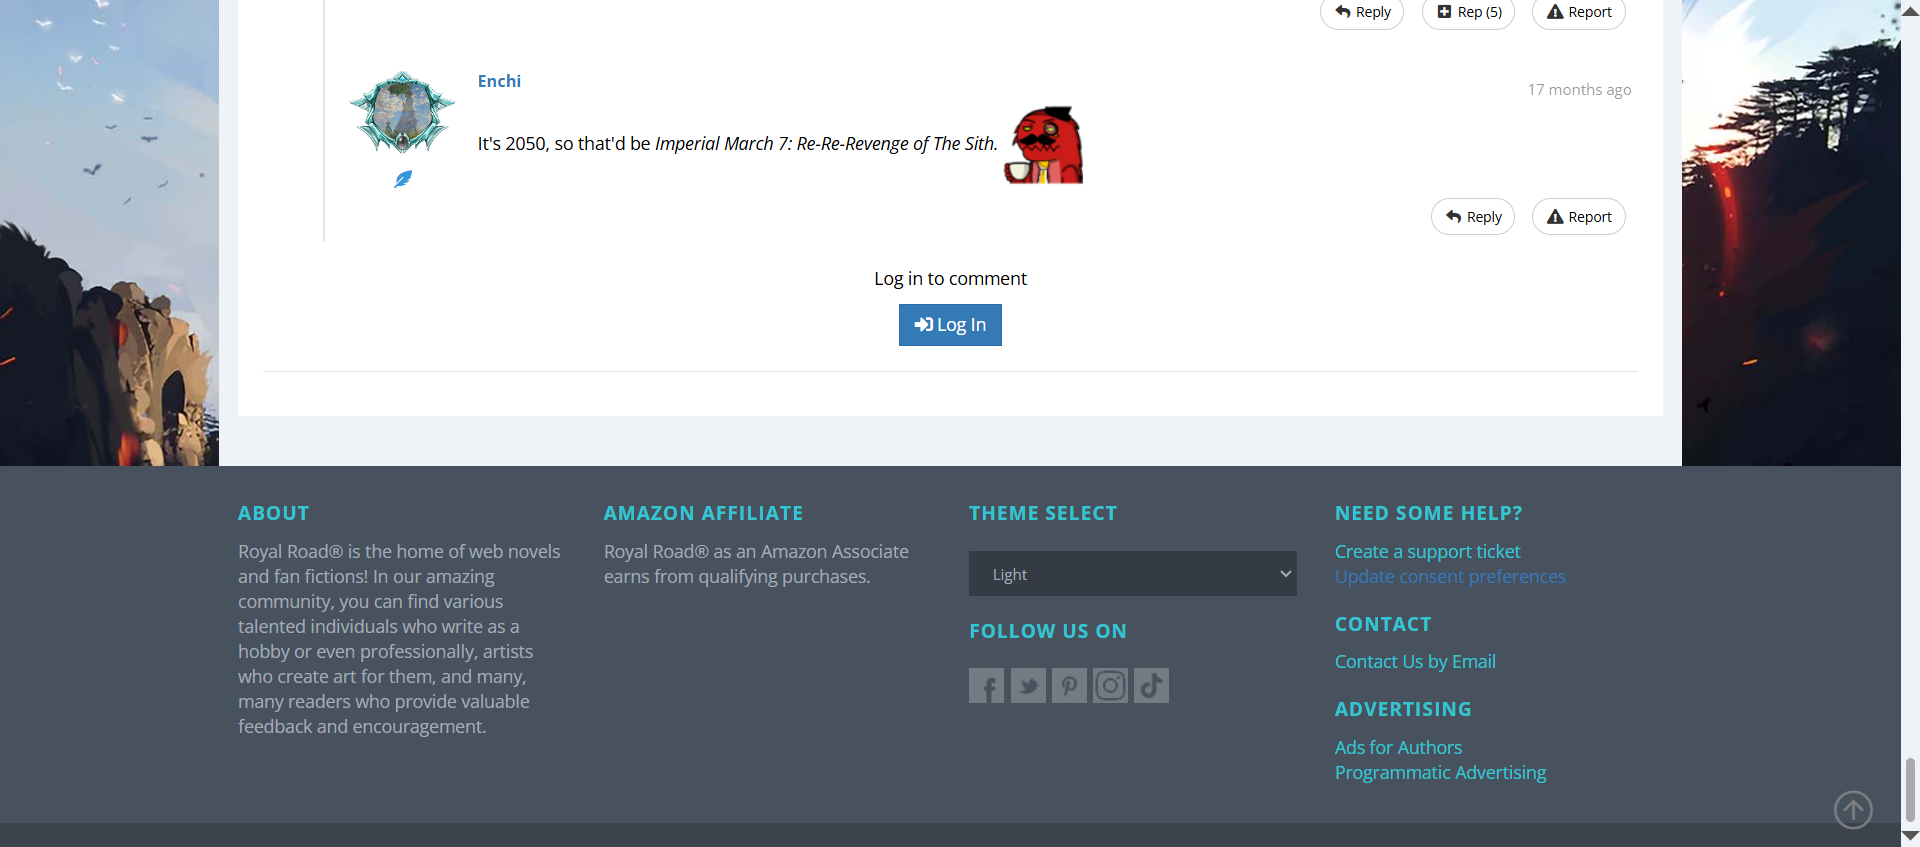 Reply Rep (5) Report
Enchi
17 months ago
It's 2050, so that'd be Imperial March 7: Re-Re-Revenge of The Sith.
Reply Report
Log in to comment
Log In
ABOUT
Royal Road® is the home of web novels
and fan fictions! In our amazing
community, you can find various
talented individuals who write as a
hobby or even professionally, artists
who create art for them, and many,
many readers who provide valuable
feedback and encouragement.
AMAZON AFFILIATE
Royal Road® as an Amazon Associate
earns from qualifying purchases.
THEME SELECT
Light
FOLLOW US ON
NEED SOME HELP?
Create a support ticket
Update consent preferences
CONTACT
Contact Us by Email
ADVERTISING
Ads for Authors
Programmatic Advertising